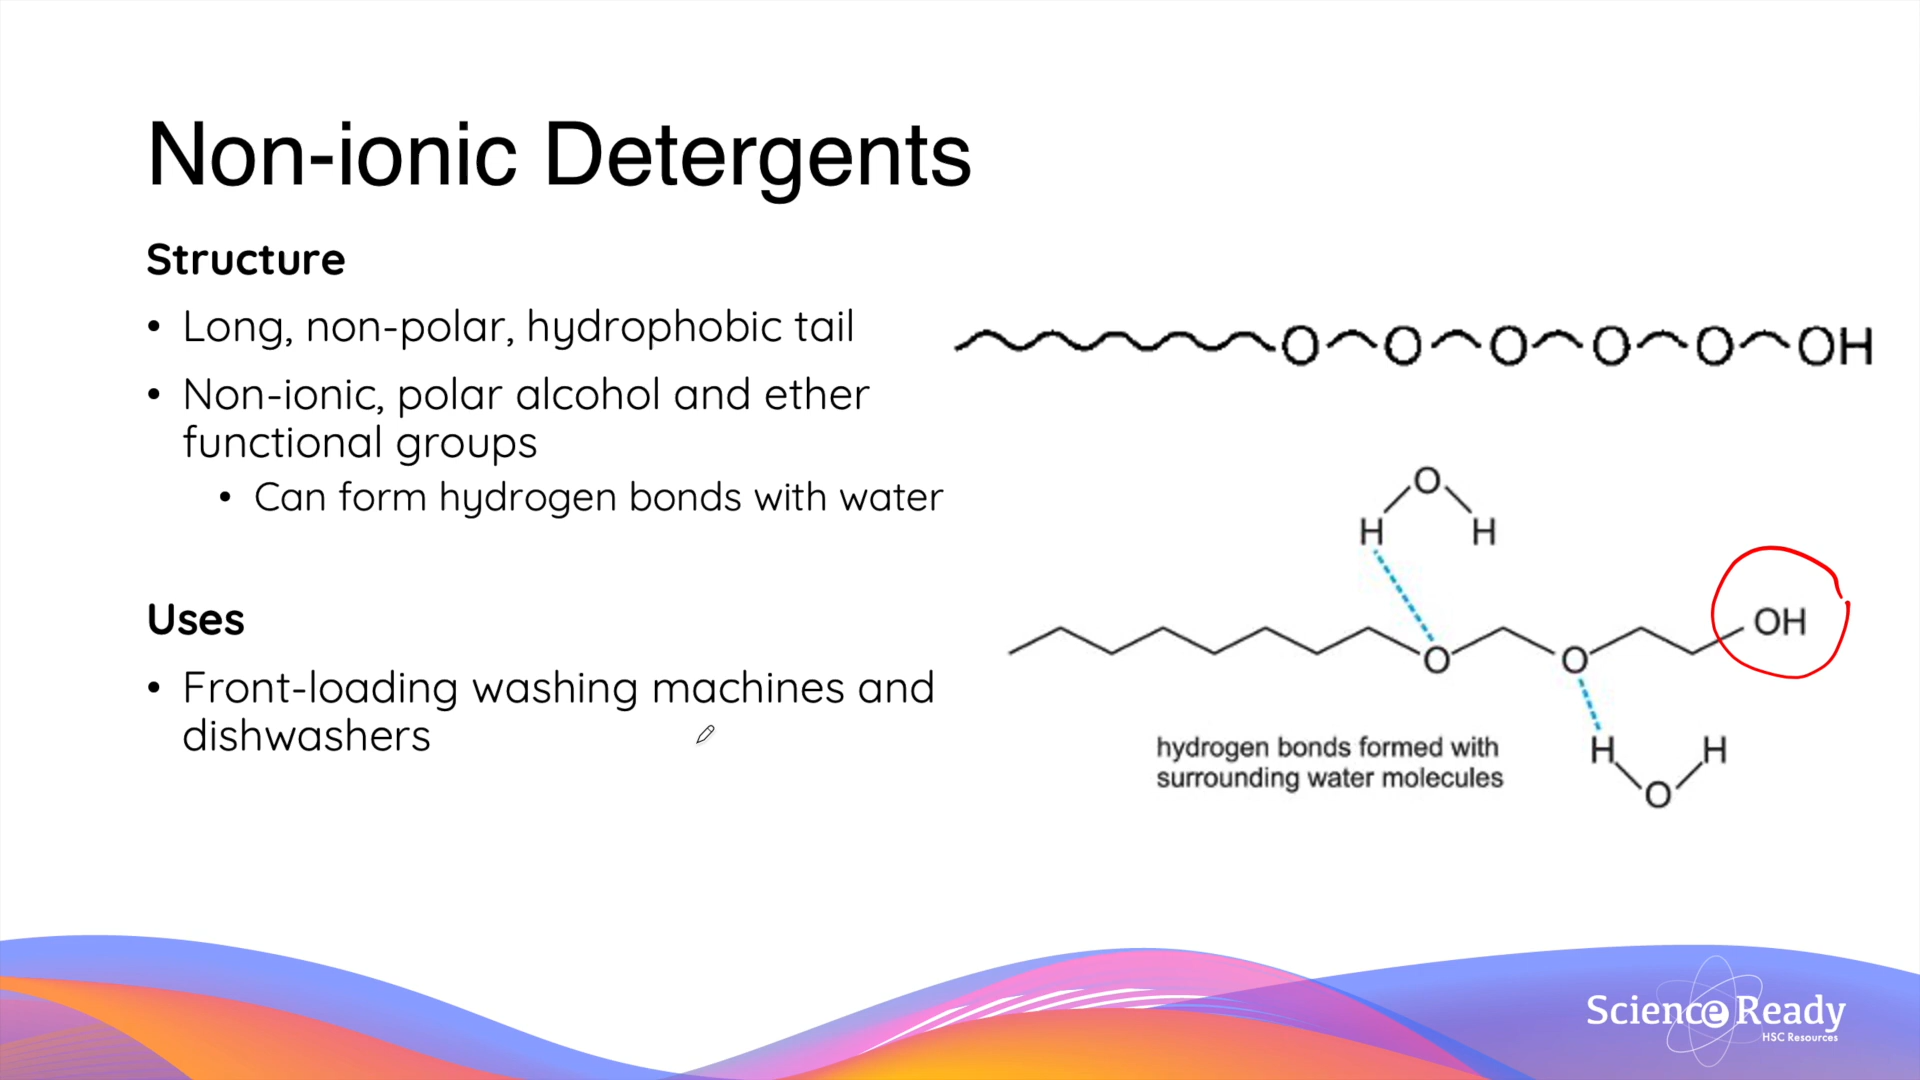 Non-ionic Detergents
Structure
• Long, non-polar, hydrophobic tail
• Non-ionic, polar alcohol and ether
functional groups
• Can form hydrogen bonds with water
Uses
• Front-loading washing machines and
dishwashers
O O O O O OH
O
H H
OH
O O
hydrogen bonds formed with
surrounding water molecules
H H
O
Science Ready
HSC Resources